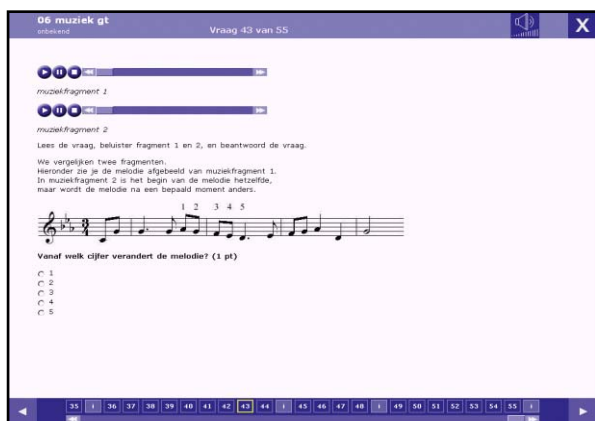 06 muziek gt
onbekend
Vraag 43 van 55
X
muziekfragment 1
muziekfragment 2
Lees de vraag, beluister fragment 1 en 2, en beantwoord de vraag.
We vergelijken twee fragmenten.
Hieronder zie je de melodie afgebeeld van muziekfragment 1.
In muziekfragment 2 is het begin van de melodie hetzelfde,
maar wordt de melodie na een bepaald moment anders.
1 2 3 4 5
3
4
Vanaf welk cijfer verandert de melodie? (1 pt)
1
2
3
4
5
35 i 36 37 38 39 40 41 42 43 44 i 45 46 47 48 i 49 50 51 52 53 54 55 i